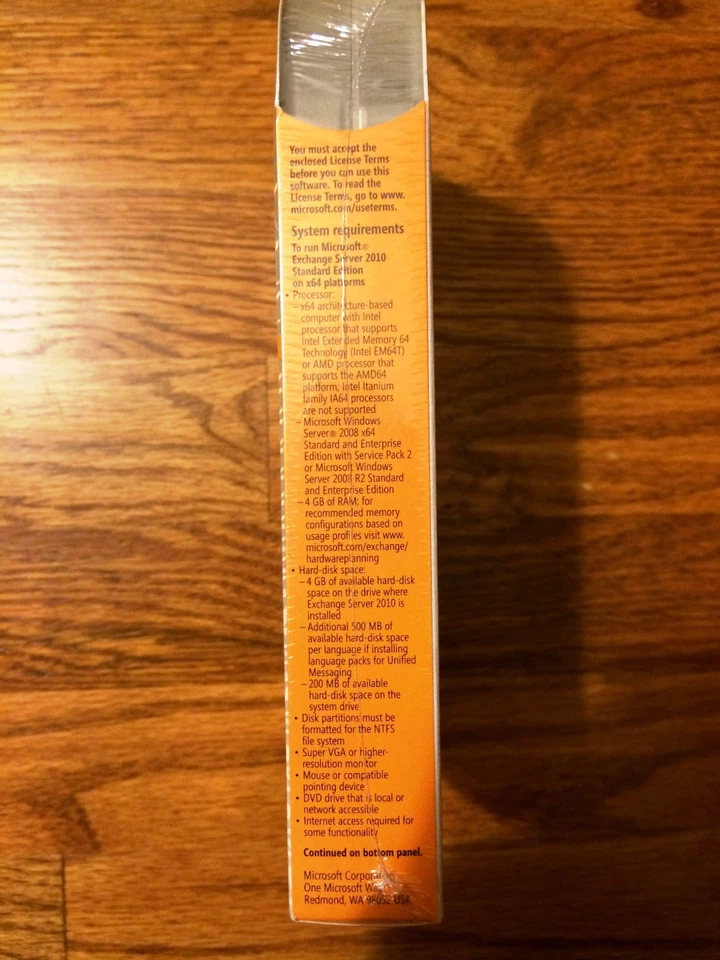 You must accept the
enclosed License Terms
before you can use this
software. To read the
License Terms, go to www.
microsoft.com/useterms.
System requirements
To run Microsoft®
Exchange Server 2010
Standard Edition
on x64 platforms
• Processor:
– x64 architecture-based
computer with Intel
processor that supports
Intel Extended Memory 64
Technology (Intel EM64T)
or AMD processor that
supports the AMD64
platform; Intel Itanium
family IA64 processors
are not supported
– Microsoft Windows
Server® 2008 x64
Standard and Enterprise
Edition with Service Pack 2
or Microsoft Windows
Server 2008 R2 Standard
and Enterprise Edition
– 4 GB of RAM; for
recommended memory
configurations based on
usage profiles visit www.
microsoft.com/exchange/
hardwareplanning
• Hard-disk space:
– 4 GB of available hard-disk
space on the drive where
Exchange Server 2010 is
installed
– Additional 500 MB of
available hard-disk space
per language if installing
language packs for Unified
Messaging
– 200 MB of available
hard-disk space on the
system drive
• Disk partitions must be
formatted for the NTFS
file system
• Super VGA or higher-
resolution monitor
• Mouse or compatible
pointing device
• DVD drive that is local or
network accessible
• Internet access required for
some functionality
Continued on bottom panel.
Microsoft Corporation
One Microsoft Way
Redmond, WA 98052 USA